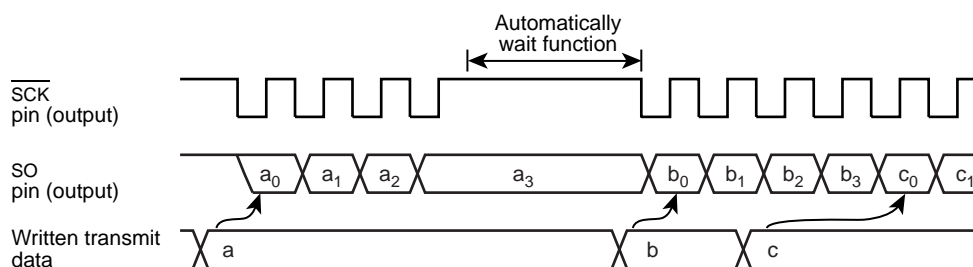 Automatically
wait function
SCK
pin (output)
SO
pin (output)
a0 a1 a2 a3 b0 b1 b2 b3 c0 c1
Written transmit
data
a b c